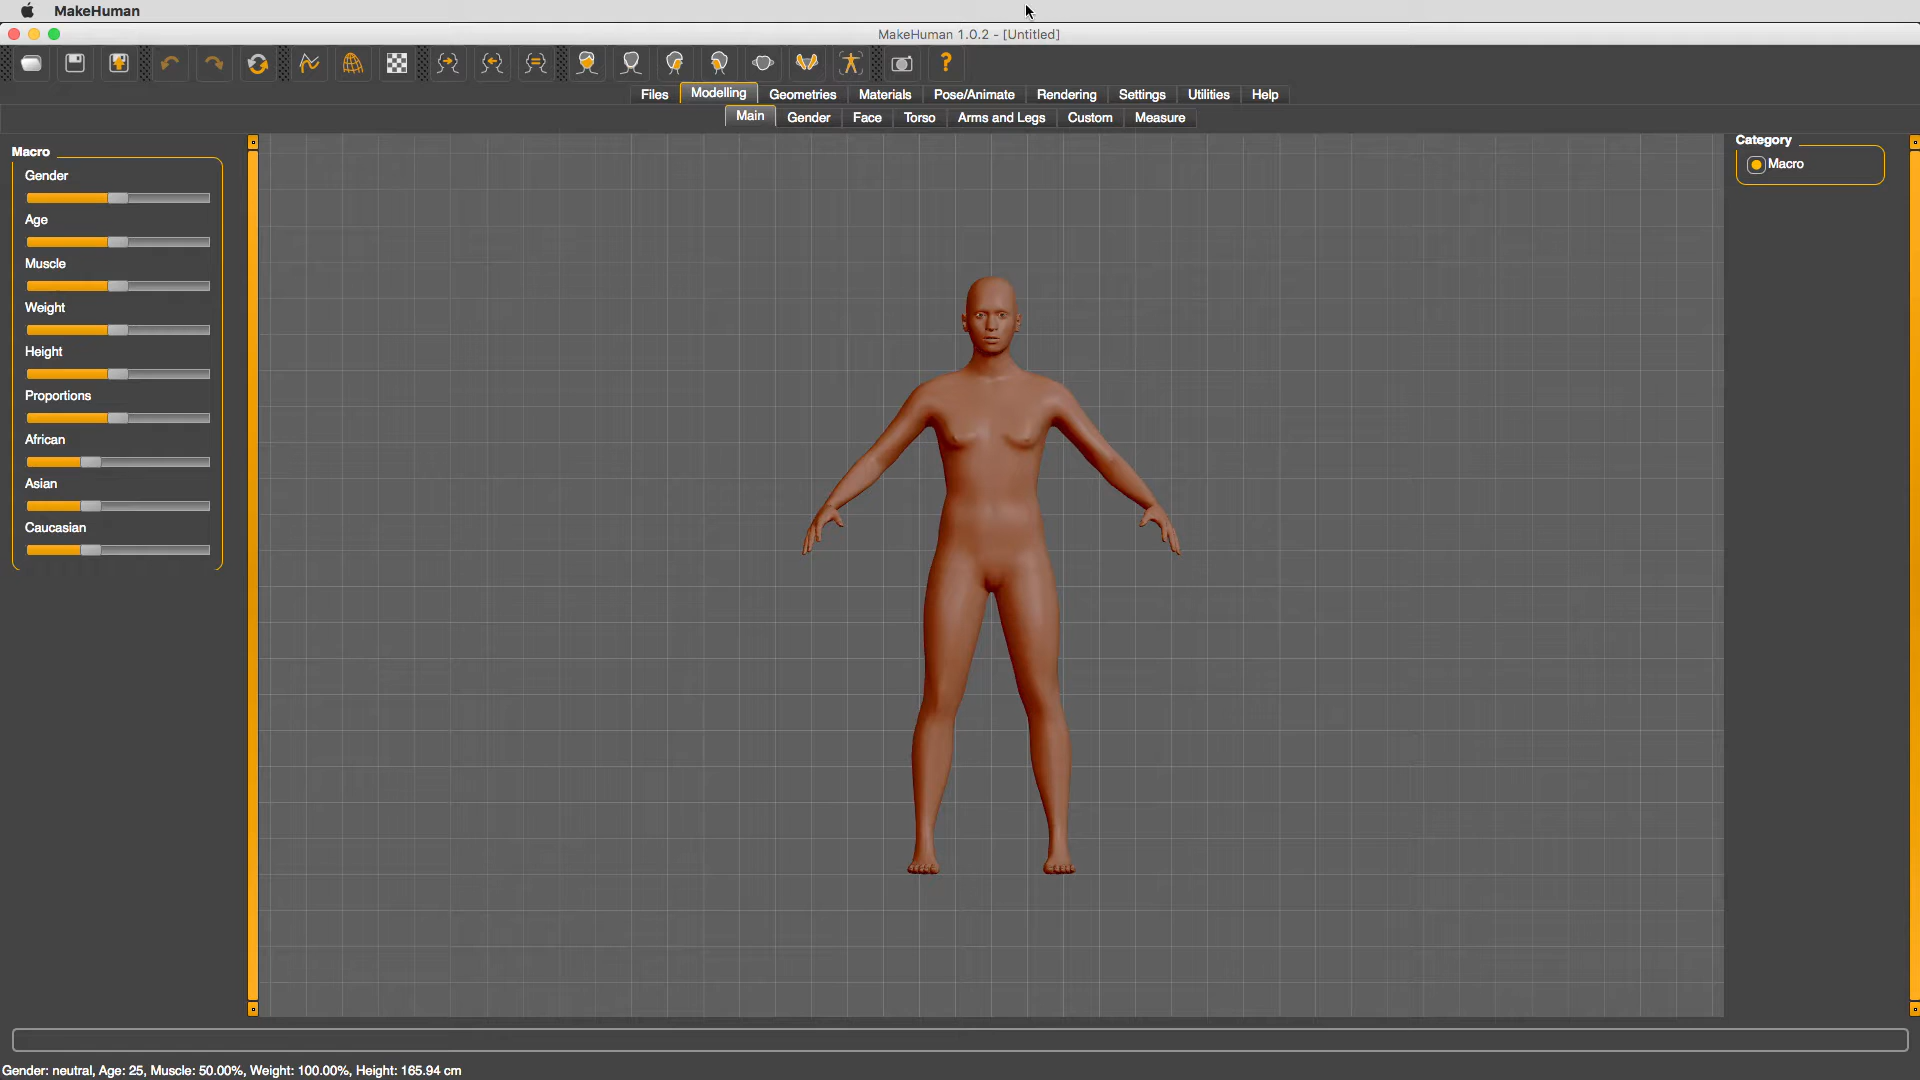 MakeHuman
MakeHuman 1.0.2 - [Untitled]
?
Files Modelling Geometries Materials Pose/Animate Rendering Settings Utilities Help
Main Gender Face Torso Arms and Legs Custom Measure
Macro
Gender
Age
Muscle
Weight
Height
Proportions
African
Asian
Caucasian
Category
Macro
Gender: neutral, Age: 25, Muscle: 50.00%, Weight: 100.00%, Height: 165.94 cm